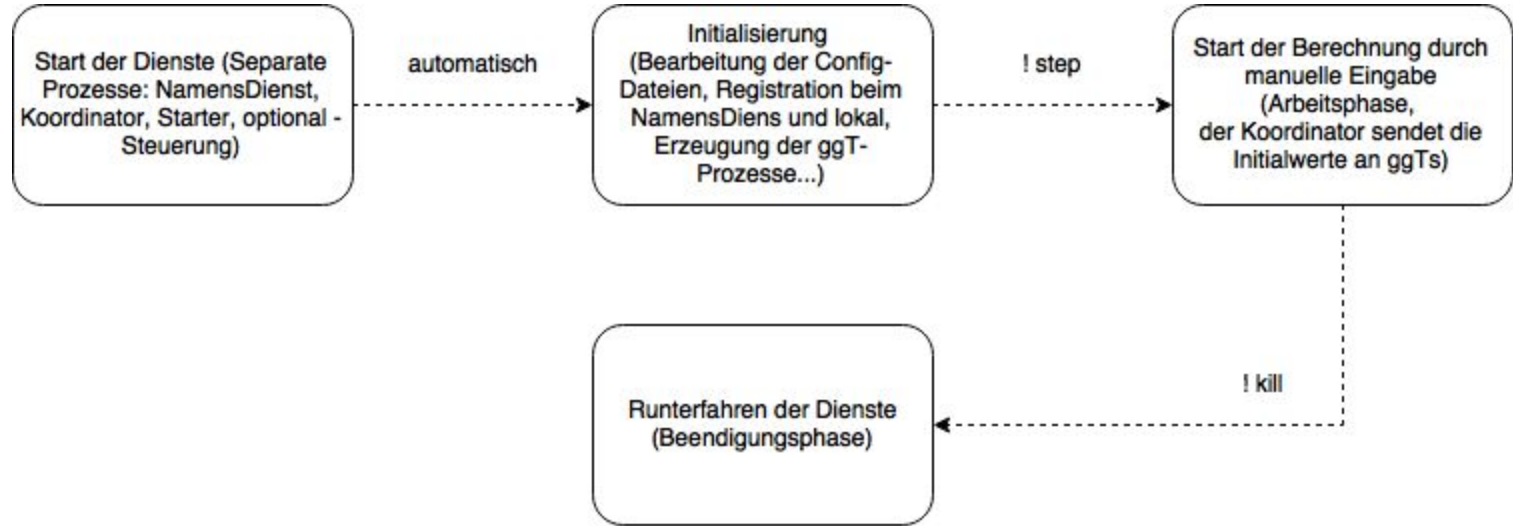 Start der Dienste (Separate
Prozesse: NamensDienst,
Koordinator, Starter, optional -
Steuerung)
automatisch
Initialisierung
(Bearbeitung der Config-
Dateien, Registration beim
NamensDiens und lokal,
Erzeugung der ggT-
Prozesse...)
! step
Start der Berechnung durch
manuelle Eingabe
(Arbeitsphase,
der Koordinator sendet die
Initialwerte an ggTs)
! kill
Runterfahren der Dienste
(Beendigungsphase)